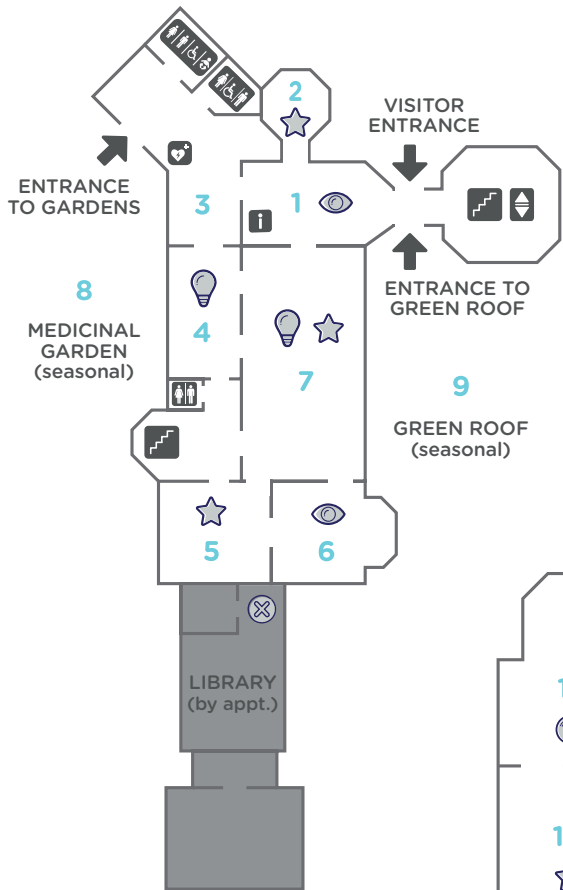 2
VISITOR
ENTRANCE
ENTRANCE
TO GARDENS
3
i
1
ENTRANCE TO
GREEN ROOF
8
MEDICINAL
GARDEN
(seasonal)
4
7
9
GREEN ROOF
(seasonal)
5
6
LIBRARY
(by appt.)